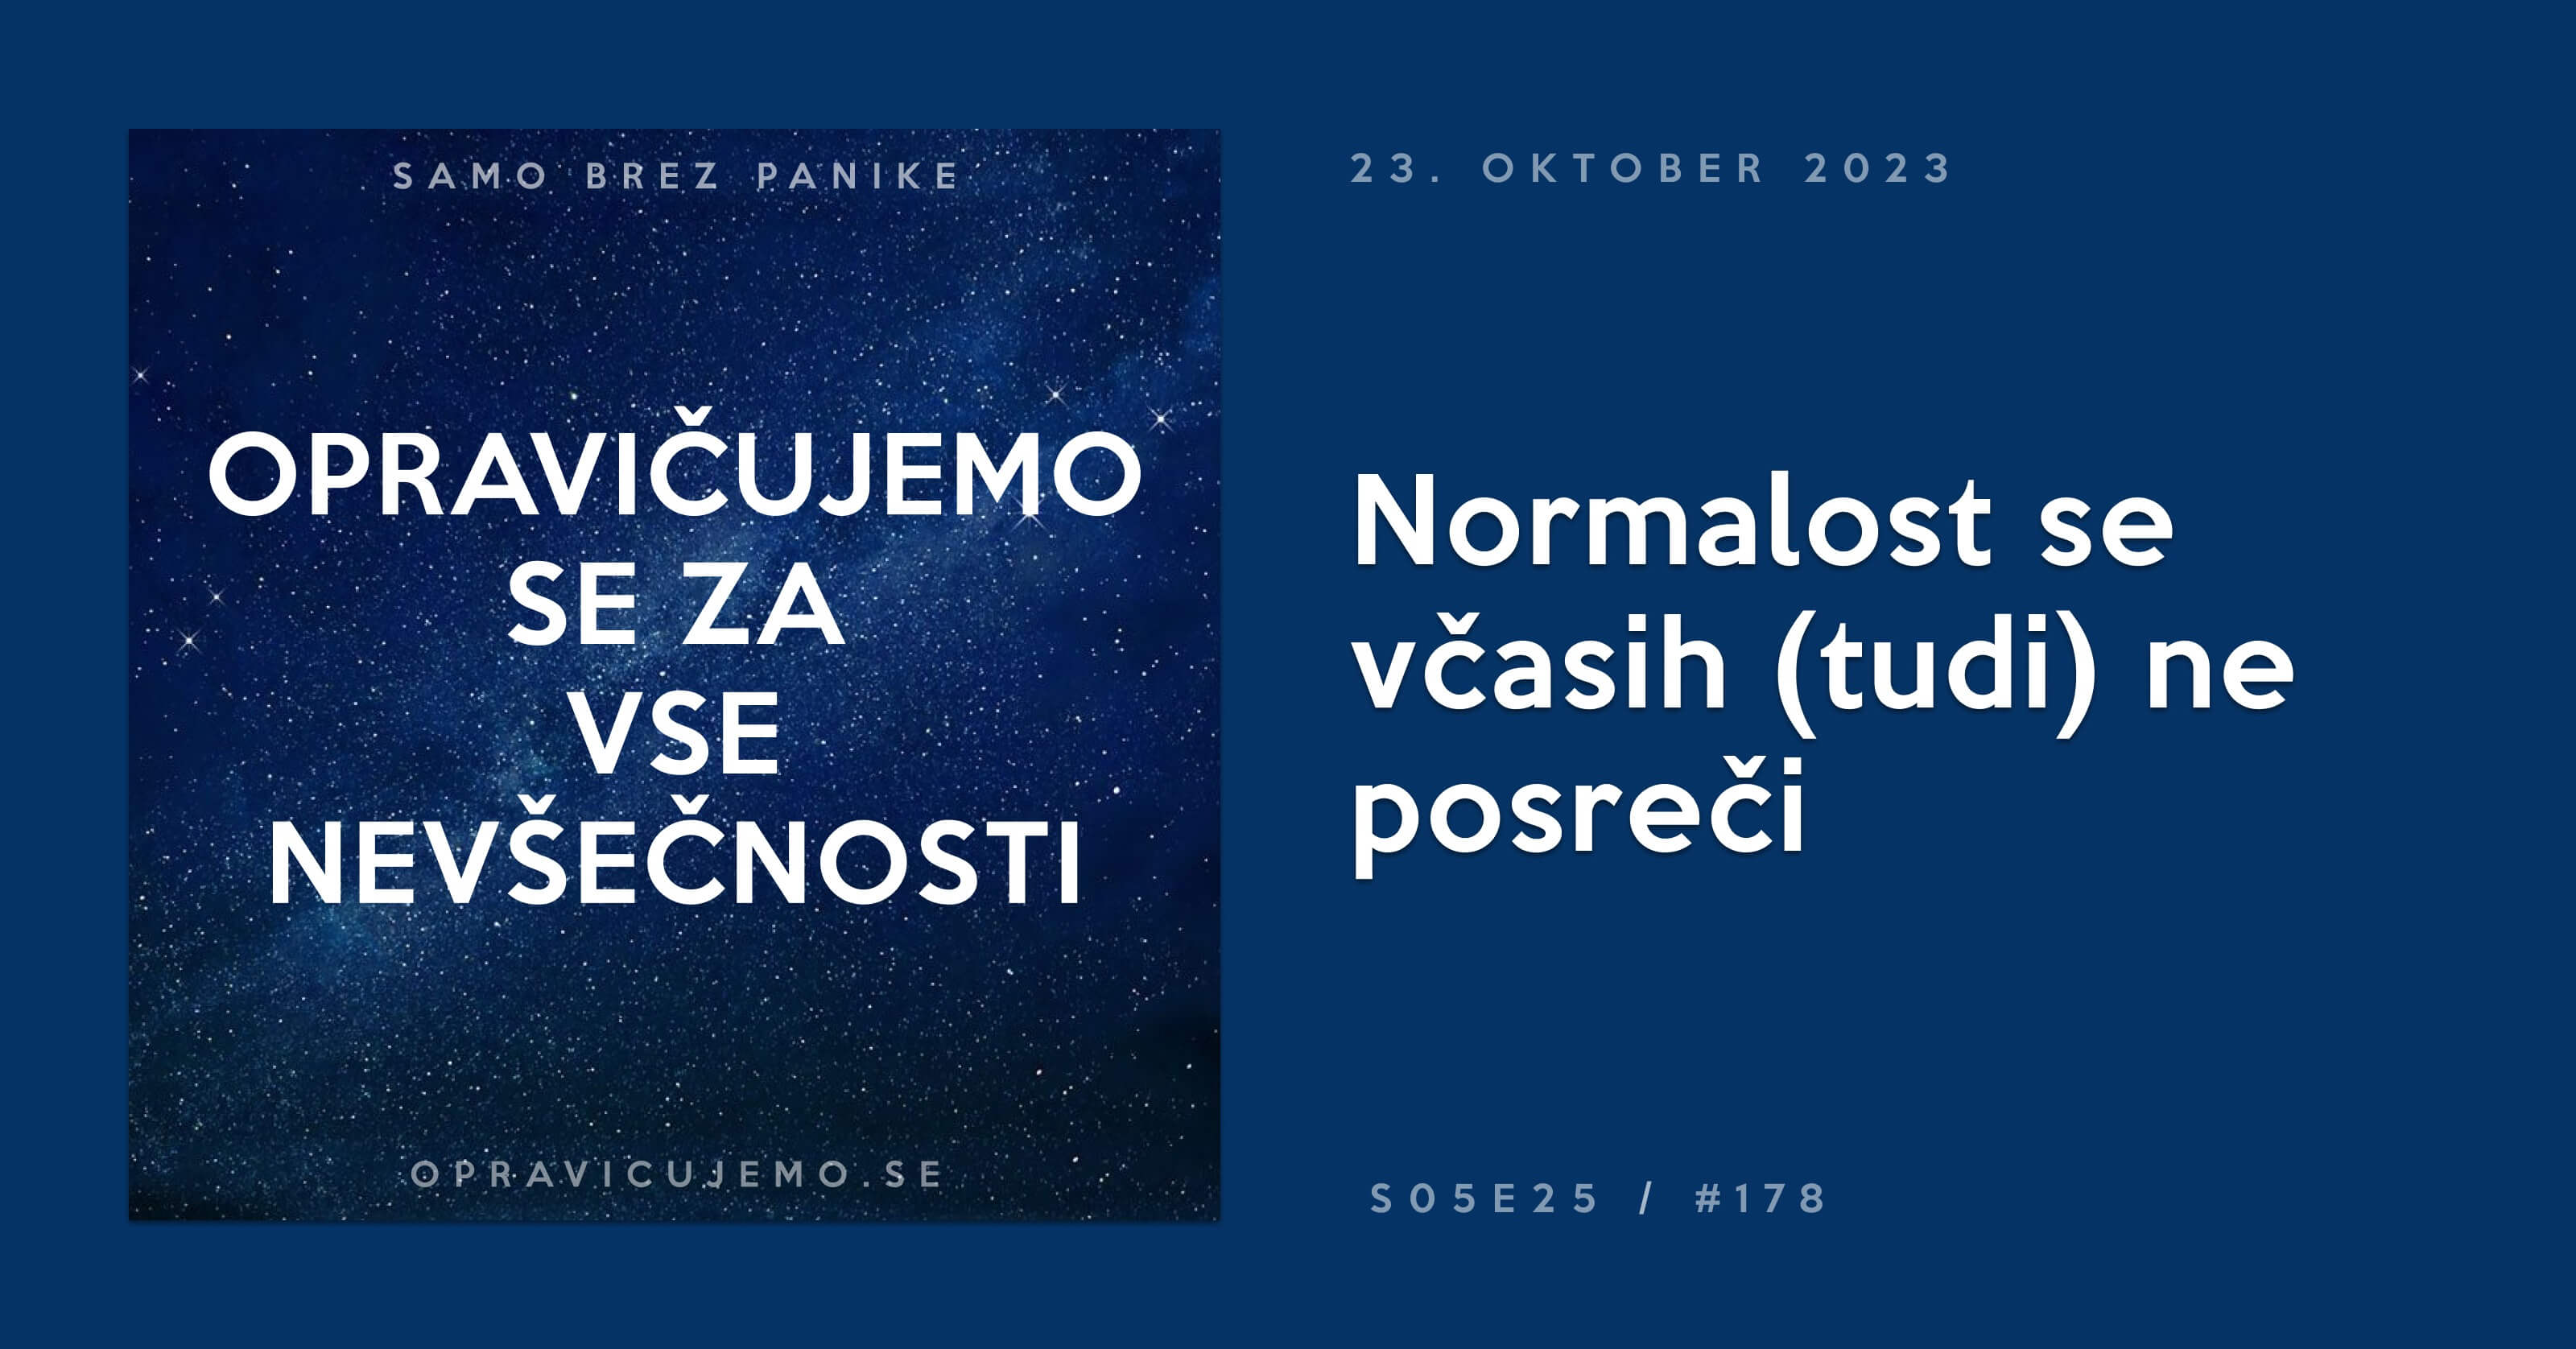 SAMO BREZ PANIKE
OPRAVIČUJEMO
SE ZA
VSE
NEVŠEČNOSTI
OPRAVICUJEMO.SE
23. OKTOBER 2023
Normalost se
včasih (tudi) ne
posreči
S05E25 / #178